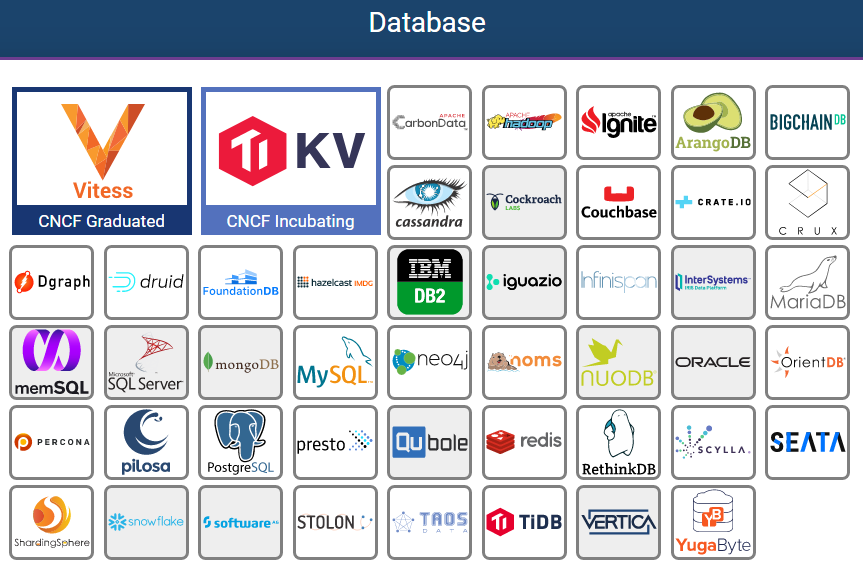 Database
Vitess
CNCF Graduated
TiKV
CNCF Incubating
APACHE
CarbonData
APACHE
hadoop
apache
Ignite
ArangoDB
BIGCHAINDB
cassandra
Cockroach
LABS
Couchbase
CRATE.IO
CRUX
Dgraph
druid
FoundationDB
hazelcast IMDG
IBM
DB2
iguazio
Infinispan
InterSystems
IRIS Data Platform
MariaDB
memSQL
Microsoft
SQL Server
mongoDB
MySQL
neo4j
noms
NUODB
ORACLE
OrientDB
PERCONA
pilosa
PostgreSQL
presto
Qubole
redis
RethinkDB
SCYLLA.
SEATA
ShardingSphere
snowflake
software AG
STOLON
TAOS
DATA
TiDB
VERTICA
YB
YugaByte